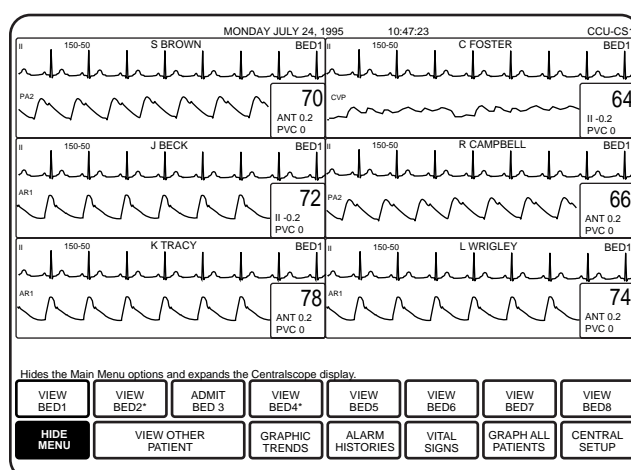 MONDAY JULY 24, 1995 10:47:23 CCU-CS1
II 150-50 S BROWN BED1
PA2
70
ANT 0.2
PVC 0
II 150-50 C FOSTER BED1
CVP
64
II -0.2
PVC 0
II 150-50 J BECK BED1
AR1
72
II -0.2
PVC 0
II 150-50 R CAMPBELL BED1
PA2
66
ANT 0.2
PVC 0
II 150-50 K TRACY BED1
AR1
78
ANT 0.2
PVC 0
II 150-50 L WRIGLEY BED1
AR1
74
ANT 0.2
PVC 0
Hides the Main Menu options and expands the Centralscope display.
VIEW BED1
VIEW BED2*
ADMIT BED 3
VIEW BED4*
VIEW BED5
VIEW BED6
VIEW BED7
VIEW BED8
HIDE MENU
VIEW OTHER PATIENT
GRAPHIC TRENDS
ALARM HISTORIES
VITAL SIGNS
GRAPH ALL PATIENTS
CENTRAL SETUP